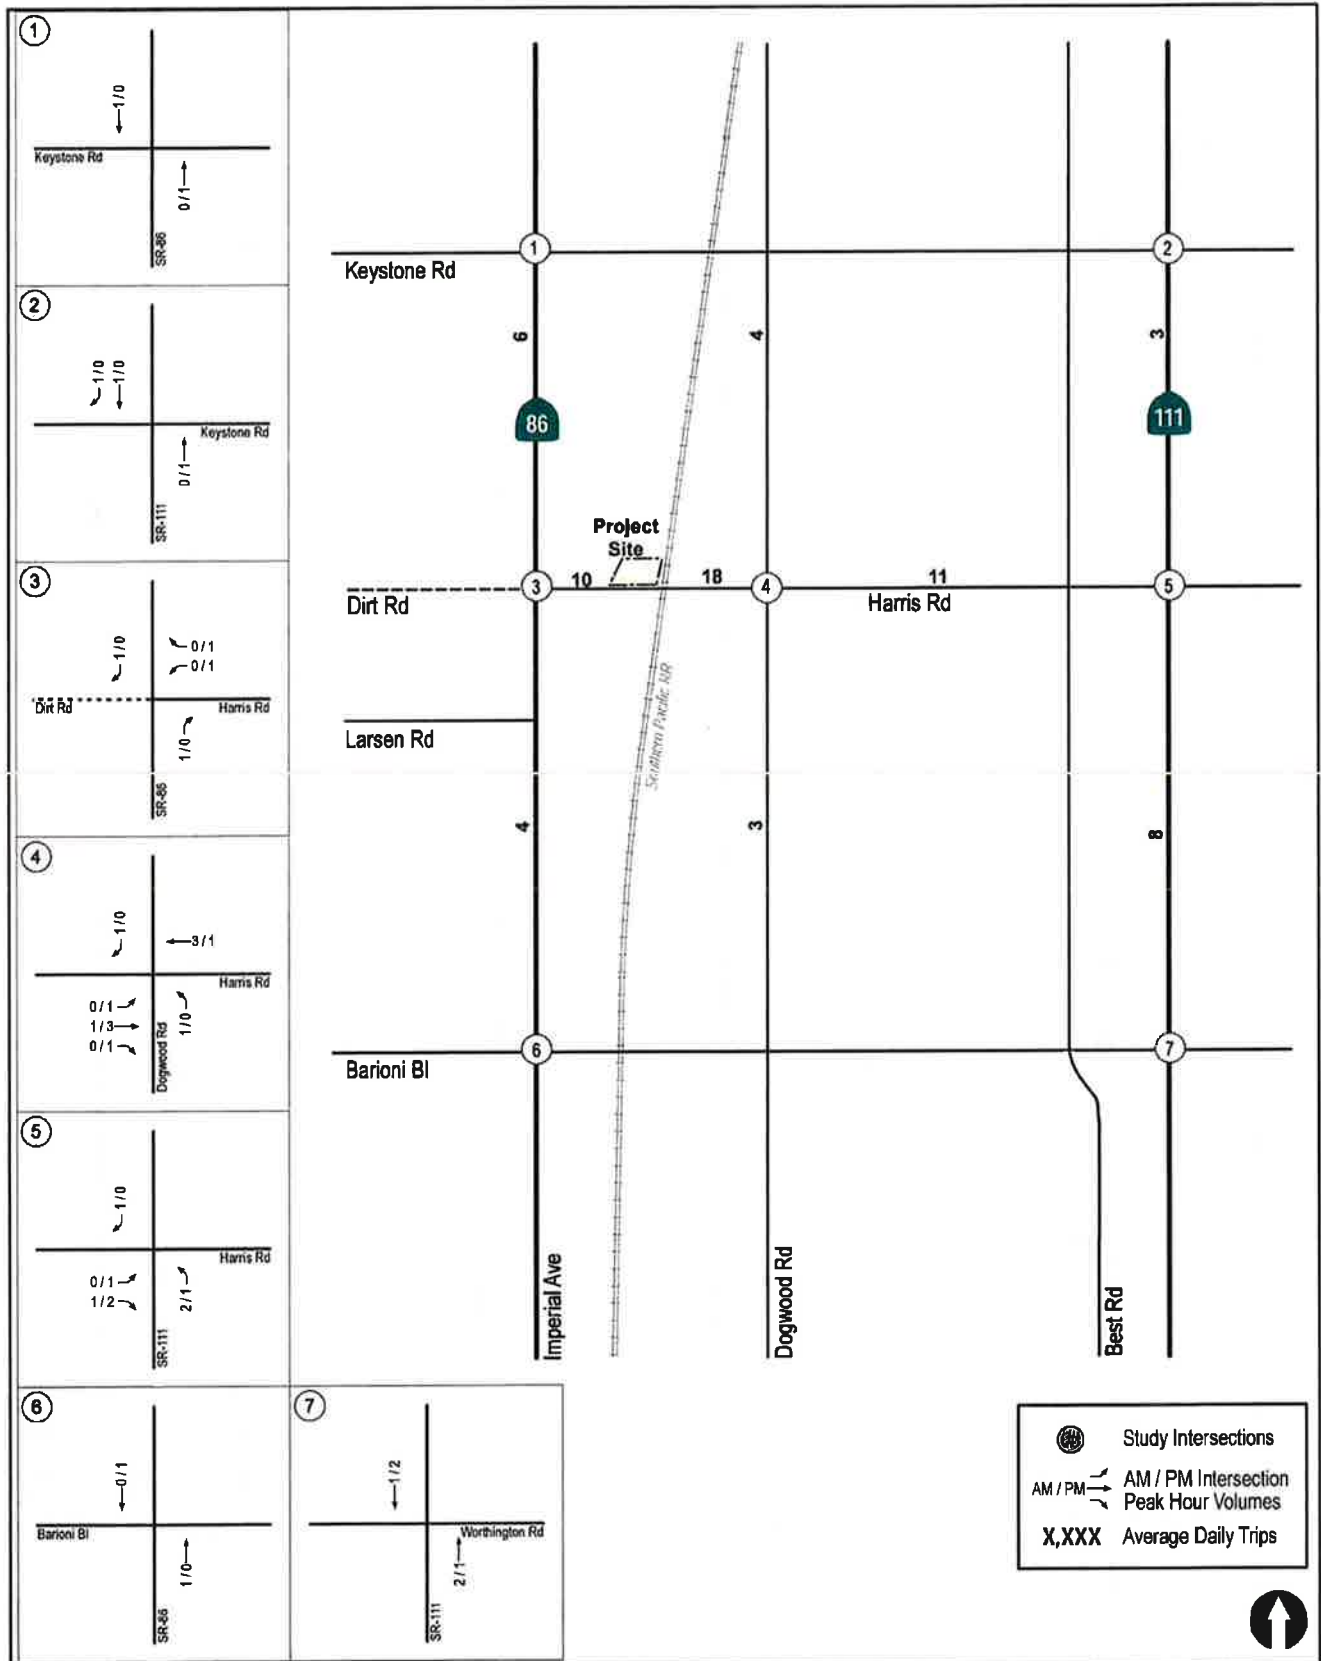 1
1/0
Keystone Rd
0/1
SR-86
2
1/0
1/0
Keystone Rd
0/1
SR-111
3
1/0
0/1
0/1
Dirt Rd
Harris Rd
1/0
SR-86
4
1/0
3/1
Harris Rd
0/1
1/3
0/1
1/0
Dogwood Rd
5
1/0
Harris Rd
0/1
1/2
2/1
SR-111
6
0/1
Barioni Bl
1/0
SR-86
7
1/2
Worthington Rd
2/1
SR-111
1
2
Keystone Rd
6
4
3
86
111
Project
Site
3
10
18
4
11
5
Dirt Rd
Harris Rd
Southern Pacific RR
Larsen Rd
4
3
8
6
7
Barioni Bl
Imperial Ave
Dogwood Rd
Best Rd
Study Intersections
AM / PM
AM / PM Intersection
Peak Hour Volumes
X,XXX Average Daily Trips